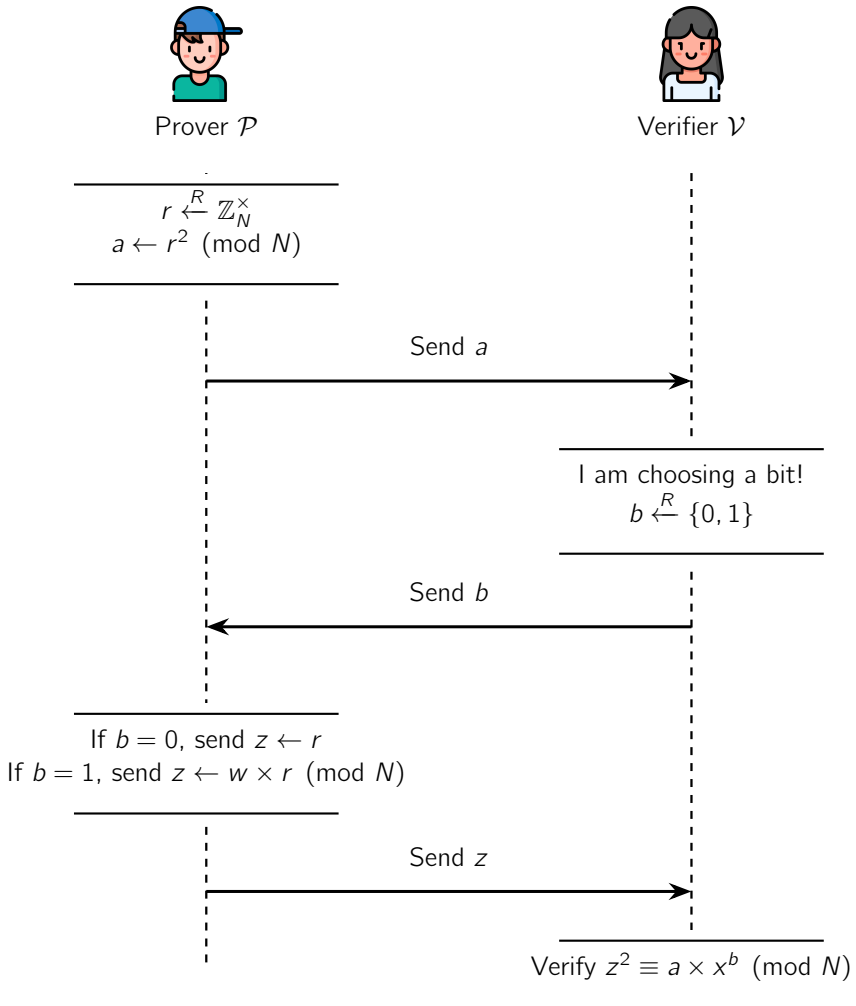 Prover 𝒫
Verifier 𝒱
r ←ᴿ ℤ_N^×
a ← r² (mod N)
Send a
I am choosing a bit!
b ←ᴿ {0, 1}
Send b
If b = 0, send z ← r
If b = 1, send z ← w × r (mod N)
Send z
Verify z² ≡ a × xᵇ (mod N)